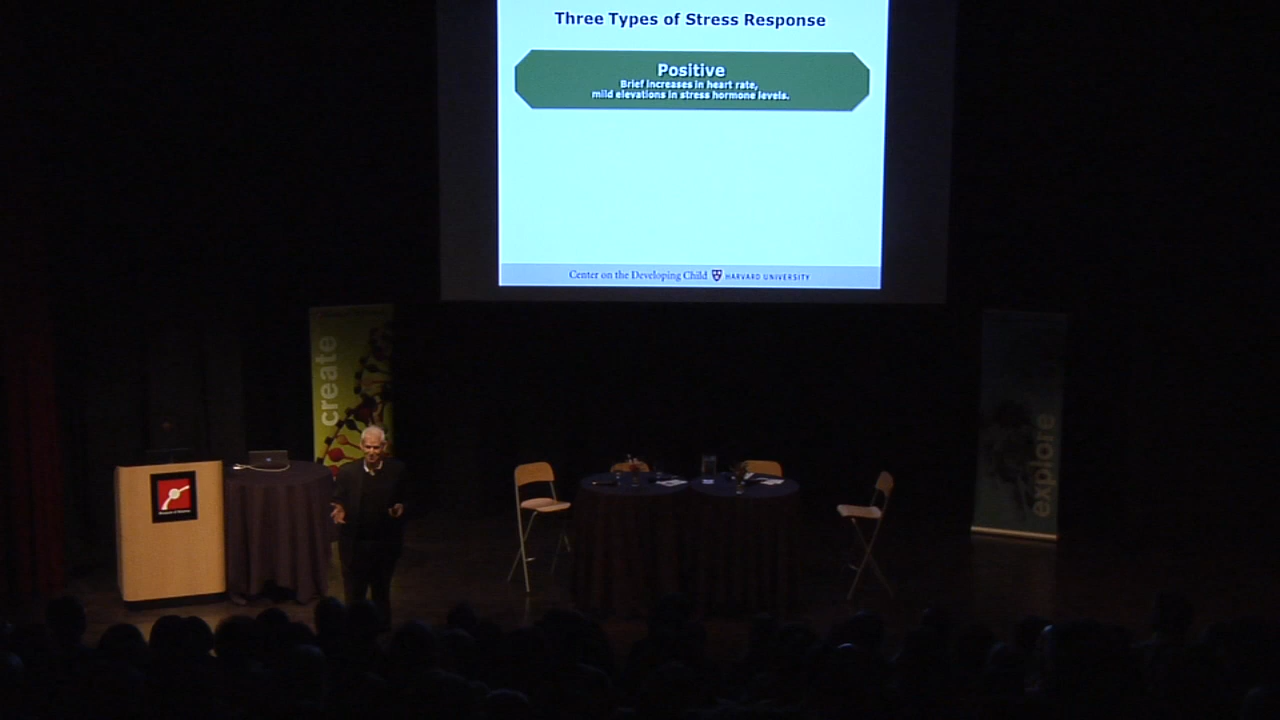 Three Types of Stress Response
Positive
Brief increases in heart rate,
mild elevations in stress hormone levels.
Center on the Developing Child HARVARD UNIVERSITY
create
explore